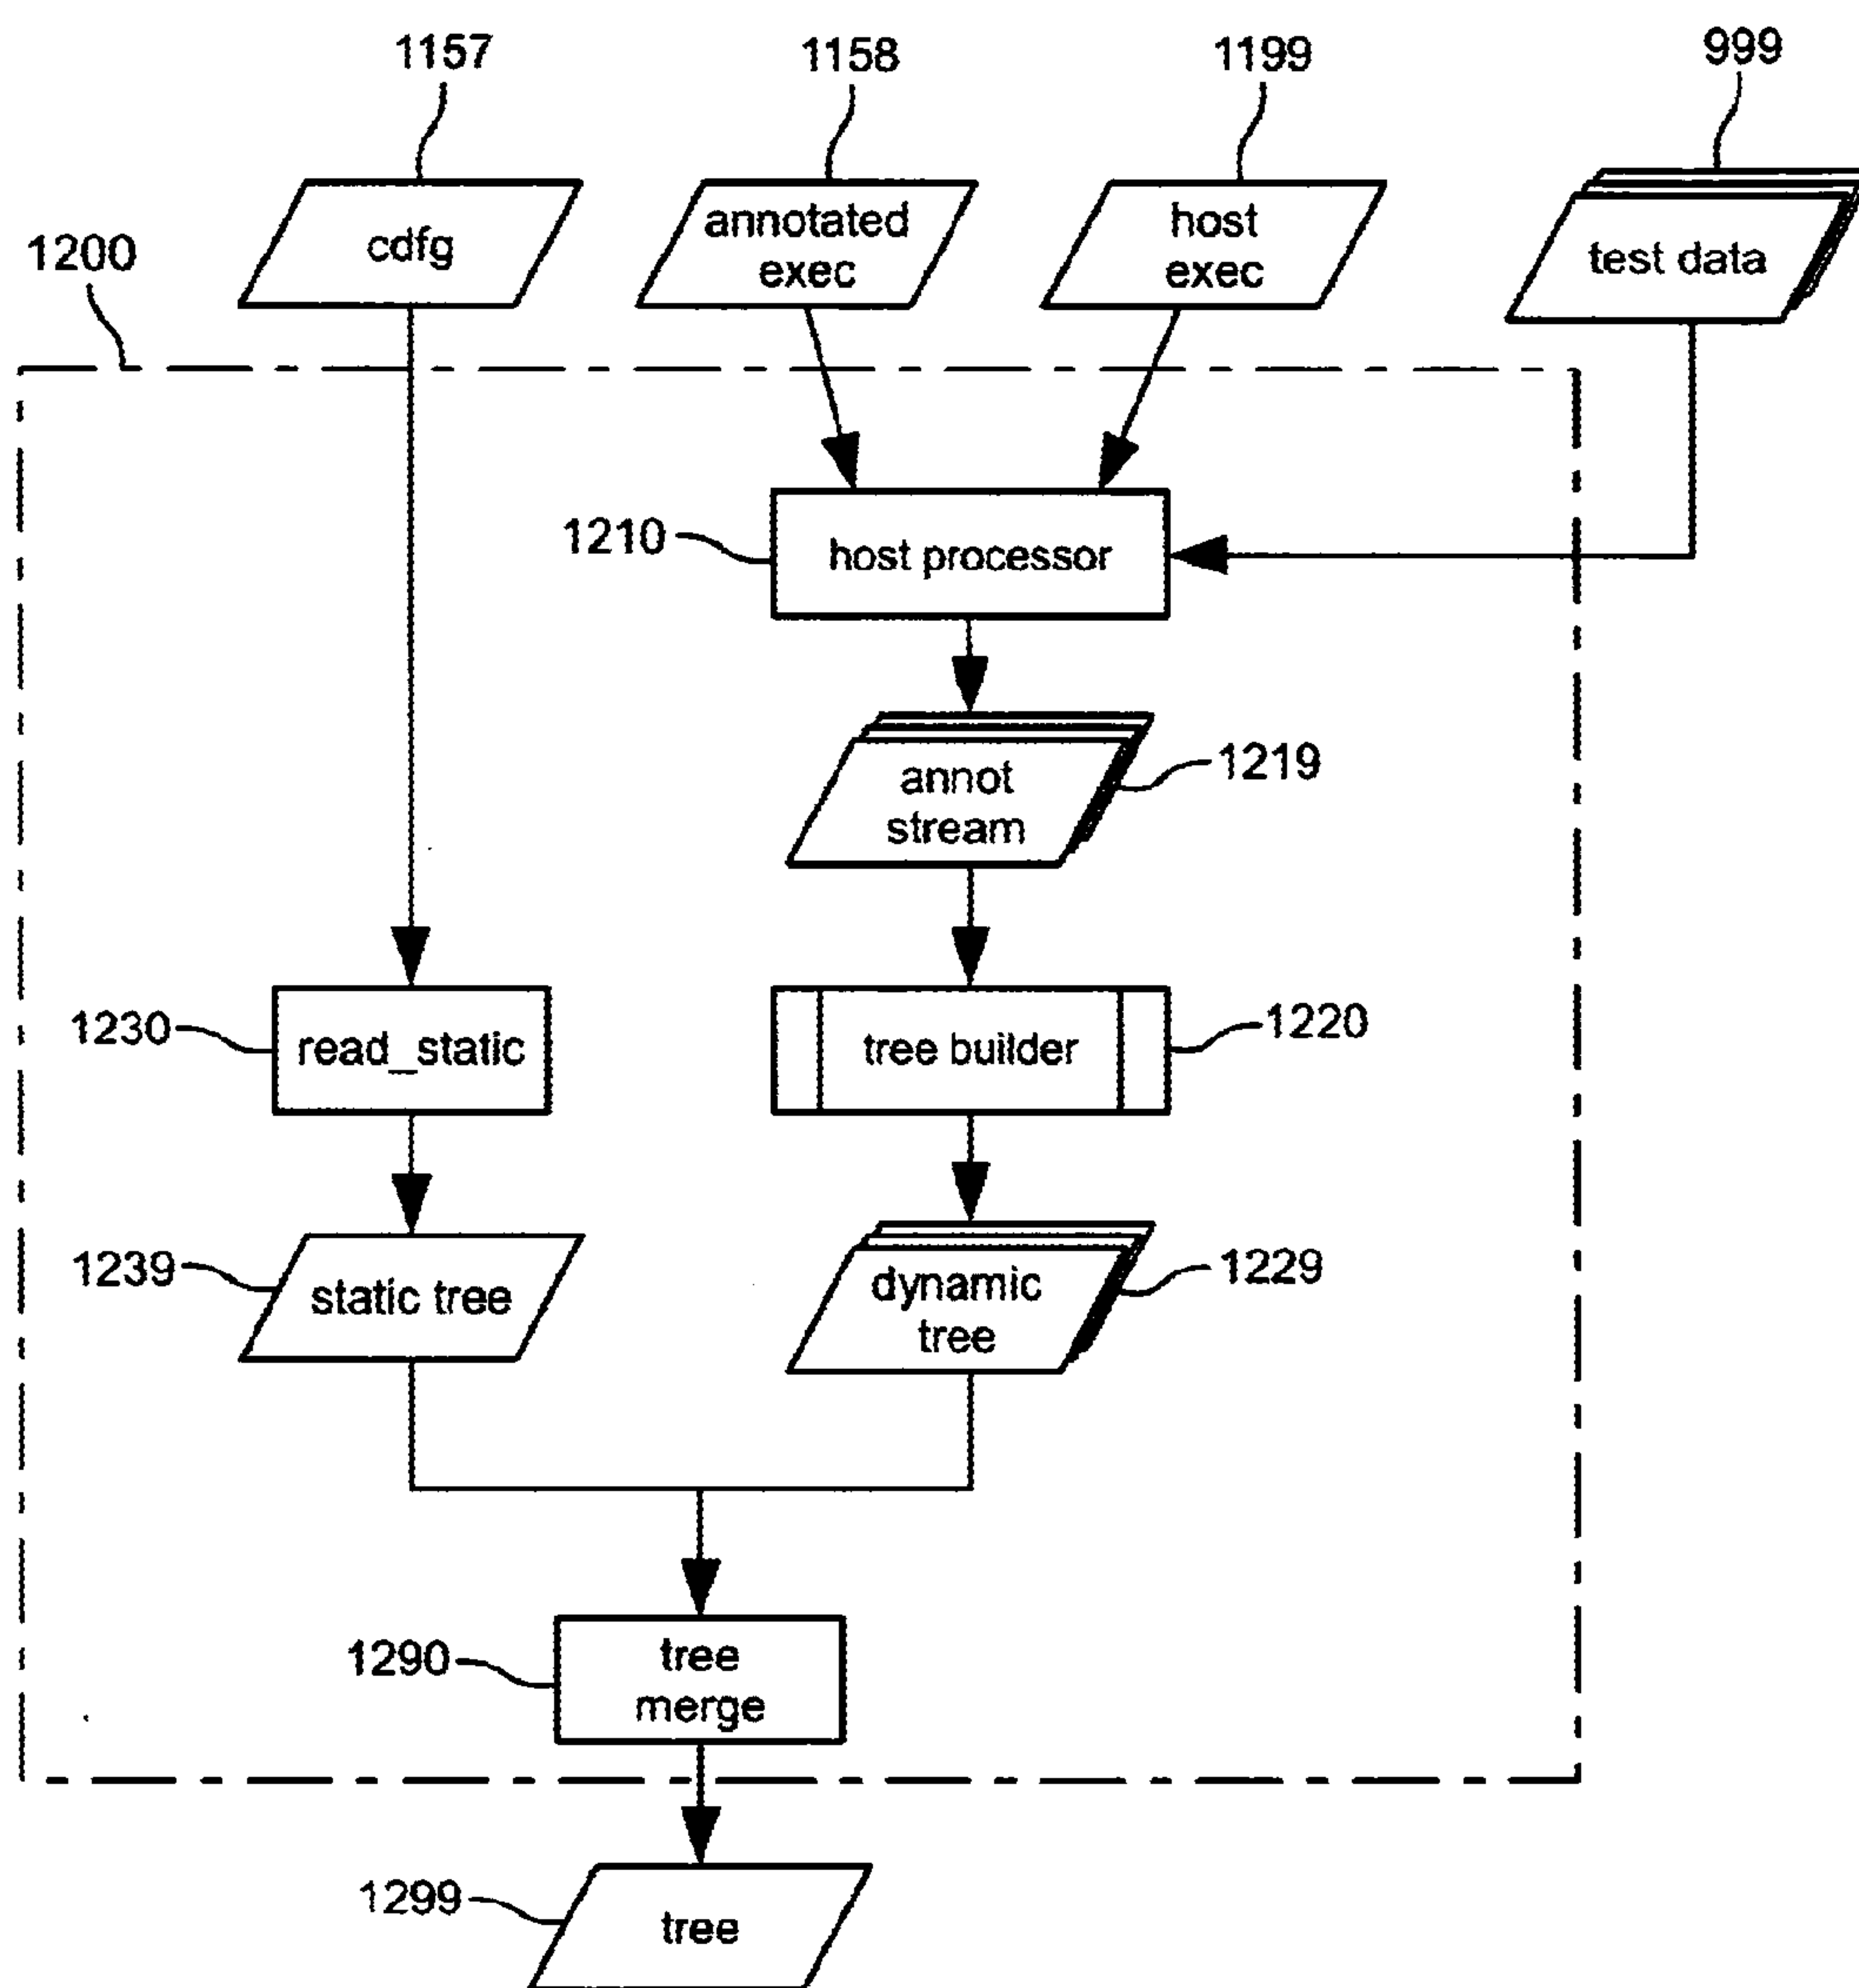 1157
1158
1199
999
1200
cdfg
annotated
exec
host
exec
test data
1210
host processor
annot
stream
1219
1230
read_static
tree builder
1220
1239
static tree
dynamic
tree
1229
1290
tree
merge
1299
tree